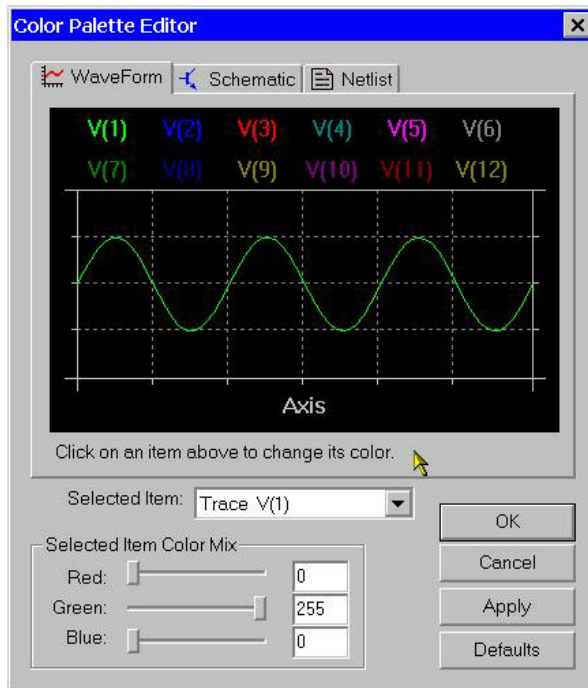 Color Palette Editor
WaveForm Schematic Netlist
V(1) V(2) V(3) V(4) V(5) V(6)
V(7) V(8) V(9) V(10) V(11) V(12)
Axis
Click on an item above to change its color.
Selected Item: Trace V(1)
OK
Selected Item Color Mix
Cancel
Red: 0
Green: 255
Apply
Blue: 0
Defaults